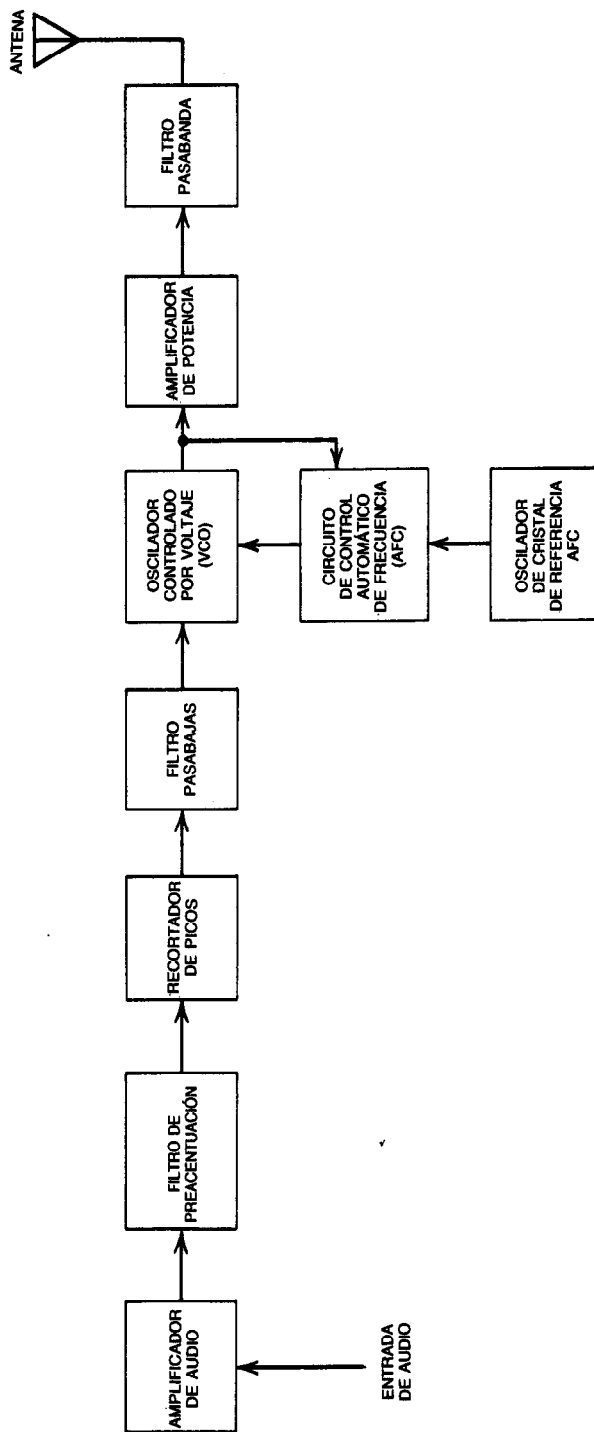 ENTRADA
DE AUDIO
AMPLIFICADOR
DE AUDIO
FILTRO DE
PREACENTUACIÓN
RECORTADOR
DE PICOS
FILTRO
PASABAJAS
OSCILADOR
CONTROLADO
POR VOLTAJE
(VCO)
AMPLIFICADOR
DE POTENCIA
FILTRO
PASABANDA
ANTENA
CIRCUITO
DE CONTROL
AUTOMÁTICO
DE FRECUENCIA
(AFC)
OSCILADOR
DE CRISTAL
DE REFERENCIA
AFC